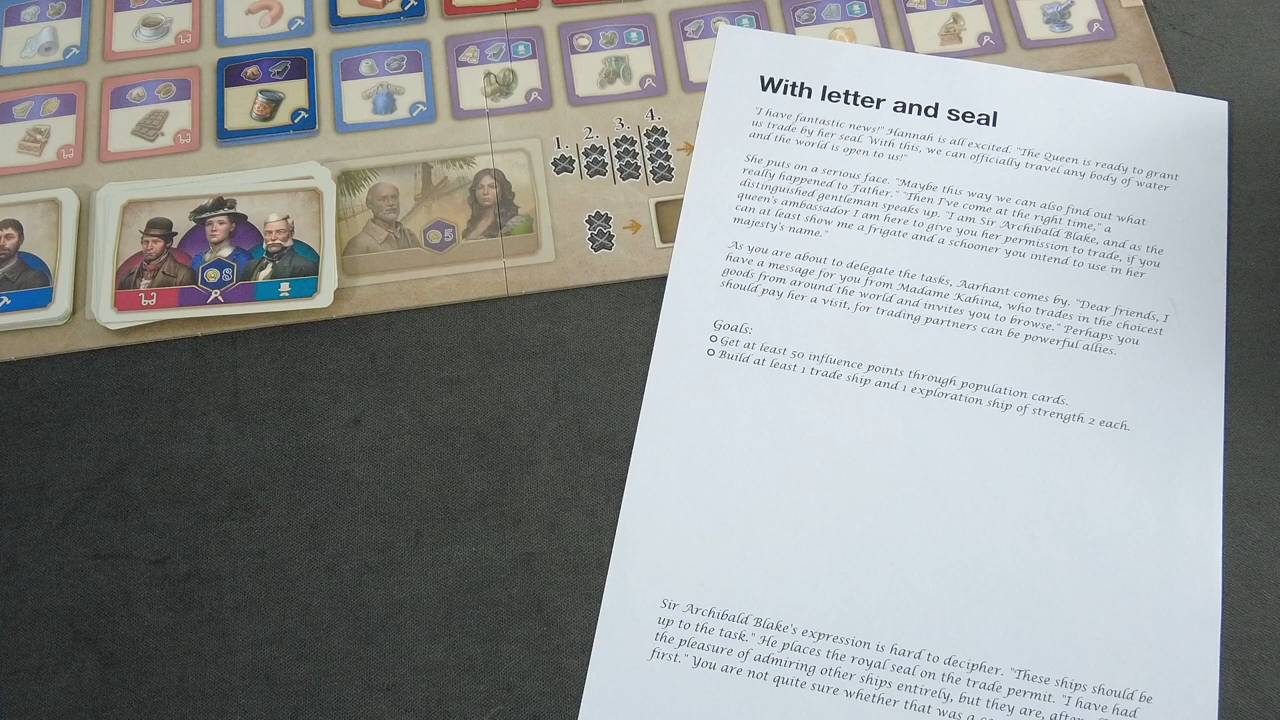 1. 2. 3. 4.
8
5
With letter and seal
"I have fantastic news!" Hannah is all excited. "The Queen is ready to grant
us trade by her seal. With this, we can officially travel any body of water
and the world is open to us!"
She puts on a serious face. "Maybe this way we can also find out what
really happened to Father." "Then I've come at the right time," a
distinguished gentleman speaks up. "I am Sir Archibald Blake, and as the
queen's ambassador I am here to give you her permission to trade, if you
can at least show me a frigate and a schooner you intend to use in her
majesty's name."
As you are about to delegate the tasks, Aarhant comes by. "Dear friends, I
have a message for you from Madame Kahina, who trades in the choicest
goods from around the world and invites you to browse." Perhaps you
should pay her a visit, for trading partners can be powerful allies.
Goals:
O Get at least 50 influence points through population cards.
O Build at least 1 trade ship and 1 exploration ship of strength 2 each.
Sir Archibald Blake's expression is hard to decipher. "These ships should be
up to the task." He places the royal seal on the trade permit. "I have had
the pleasure of admiring other ships entirely, but they are, after
first." You are not quite sure whether that was a